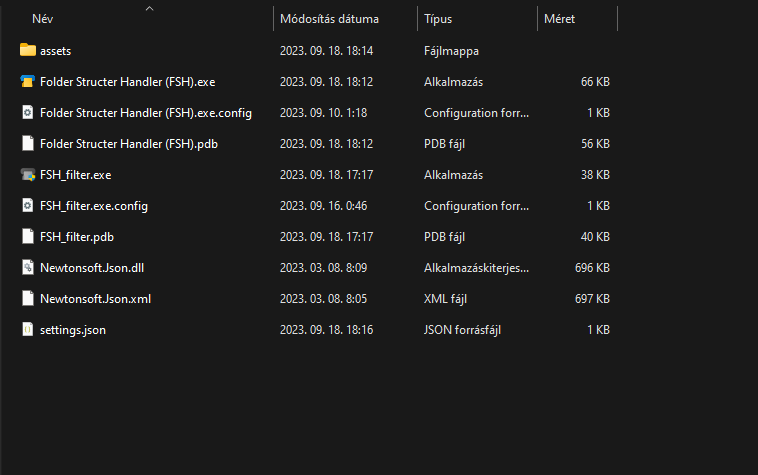 Név Módosítás dátuma Típus Méret
assets 2023. 09. 18. 18:14 Fájlmappa
Folder Structer Handler (FSH).exe 2023. 09. 18. 18:12 Alkalmazás 66 KB
Folder Structer Handler (FSH).exe.config 2023. 09. 10. 1:18 Configuration forr... 1 KB
Folder Structer Handler (FSH).pdb 2023. 09. 18. 18:12 PDB fájl 56 KB
FSH_filter.exe 2023. 09. 18. 17:17 Alkalmazás 38 KB
FSH_filter.exe.config 2023. 09. 16. 0:46 Configuration forr... 1 KB
FSH_filter.pdb 2023. 09. 18. 17:17 PDB fájl 40 KB
Newtonsoft.Json.dll 2023. 03. 08. 8:09 Alkalmazáskiterjes... 696 KB
Newtonsoft.Json.xml 2023. 03. 08. 8:05 XML fájl 697 KB
settings.json 2023. 09. 18. 18:16 JSON forrásfájl 1 KB